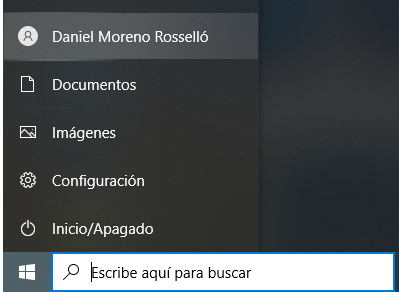 Daniel Moreno Rosselló
Documentos
Imágenes
Configuración
Inicio/Apagado
Escribe aquí para buscar